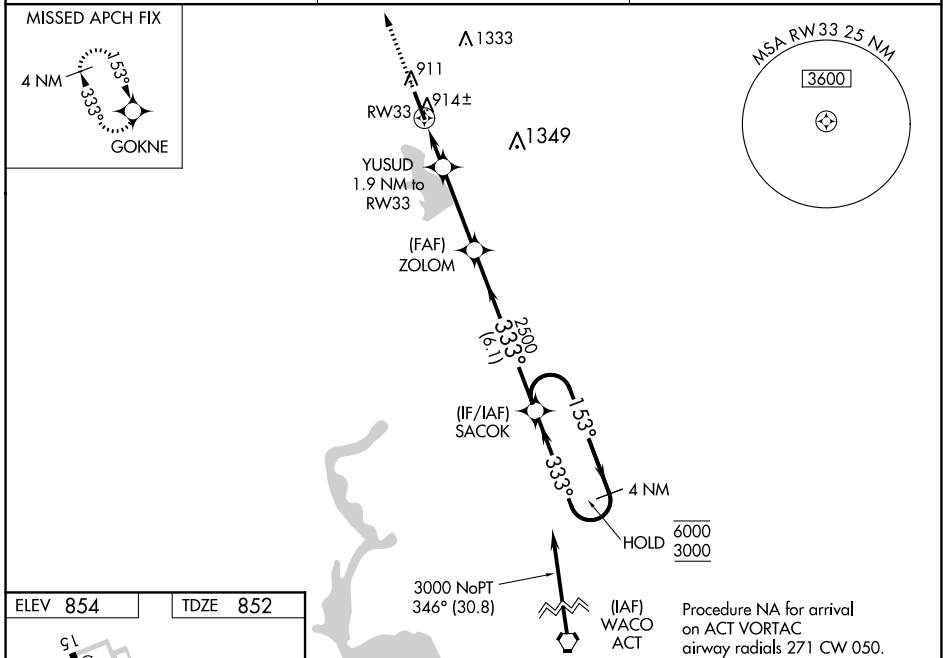 MISSED APCH FIX
4 NM
153°
333°
GOKNE
1333
911
914±
RW33
1349
YUSUD
1.9 NM to
RW33
(FAF)
ZOLOM
MSA RW33 25 NM
3600
2500
333°
(6.1)
(IF/IAF)
SACOK
153°
333°
4 NM
HOLD
6000
3000
3000 NoPT
346° (30.8)
(IAF)
WACO
ACT
Procedure NA for arrival
on ACT VORTAC
airway radials 271 CW 050.
ELEV 854
TDZE 852
15